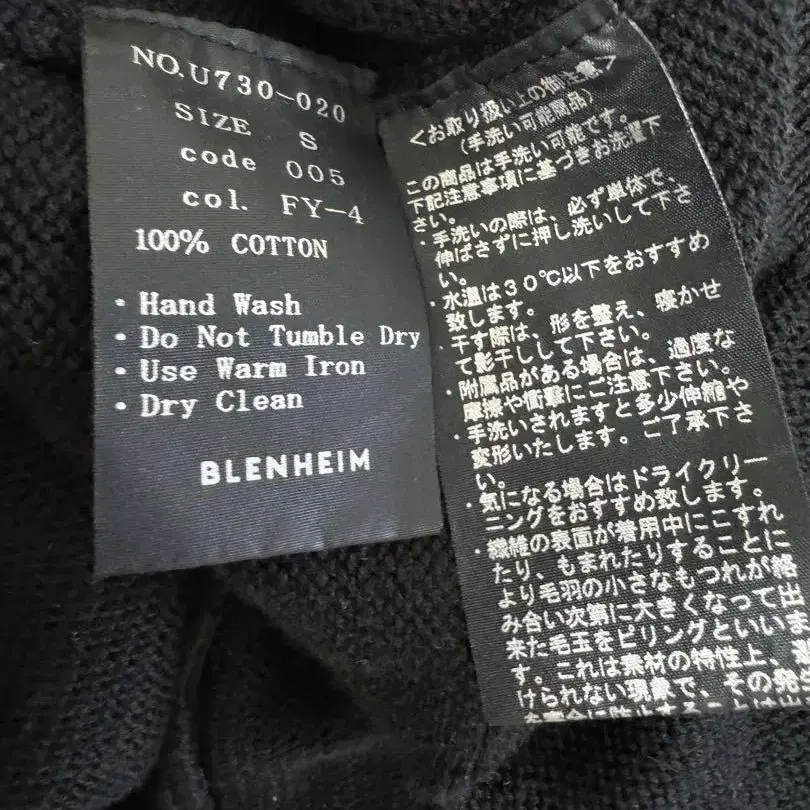 NO.U730-020
SIZE S
code 005
col. FY-4
100% COTTON
・Hand Wash
・Do Not Tumble Dry
・Use Warm Iron
・Dry Clean
BLENHEIM
<お取り扱い上の御注意>
(手洗い可能商品)
この商品は手洗い可能です。
下記注意事項に基づきお洗濯下
さい。
・手洗いの際は、必ず単体で、
伸ばさずに押し洗いして下さ
い。
・水温は30℃以下をおすすめ
致します。
・干す際は、形を整え、寝かせ
て影干しして下さい。
・附属品がある場合は、過度な
摩擦や衝撃にご注意下さい。
・手洗いされますと多少伸縮や
変形いたします。ご了承下さ
い。
・気になる場合はドライクリー
ニングをおすすめ致します。
・繊維の表面が着用中にこすれ
たり、もまれたりすることに
より毛羽の小さなもつれが絡
み合い次第に大きくなって出
来た毛玉をピリングといいま
す。これは素材の特性上、避
けられない現象で、その発